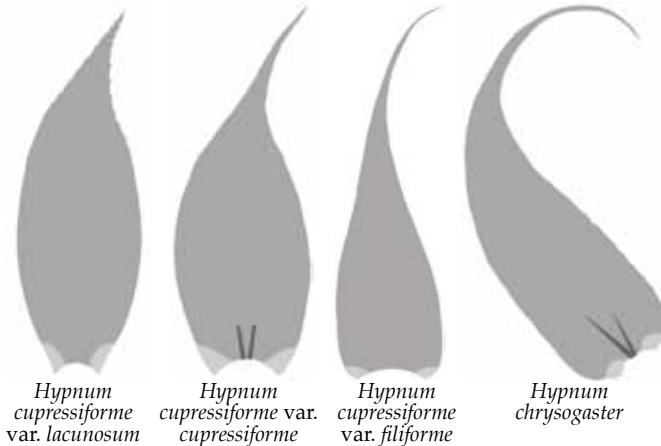 Hypnum
cupressiforme
var. lacunosum
Hypnum
cupressiforme var.
cupressiforme
Hypnum
cupressiforme
var. filiforme
Hypnum
chrysogaster